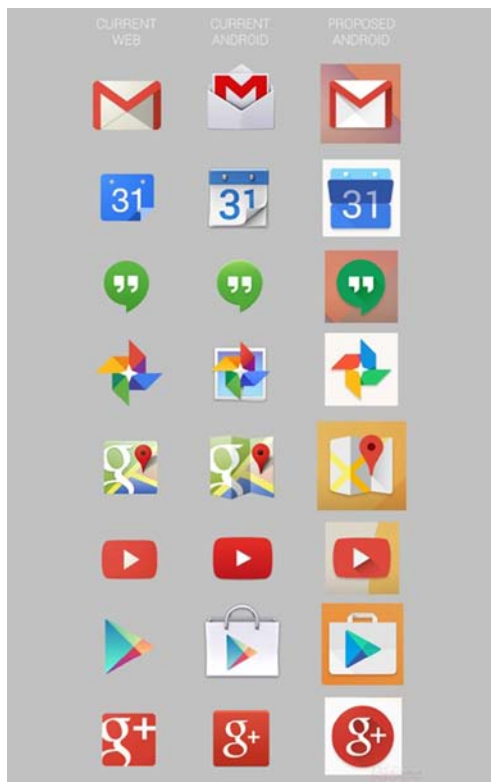 CURRENT WEB
CURRENT ANDROID
PROPOSED ANDROID
31
31
31
g
g
g+
g+
g+